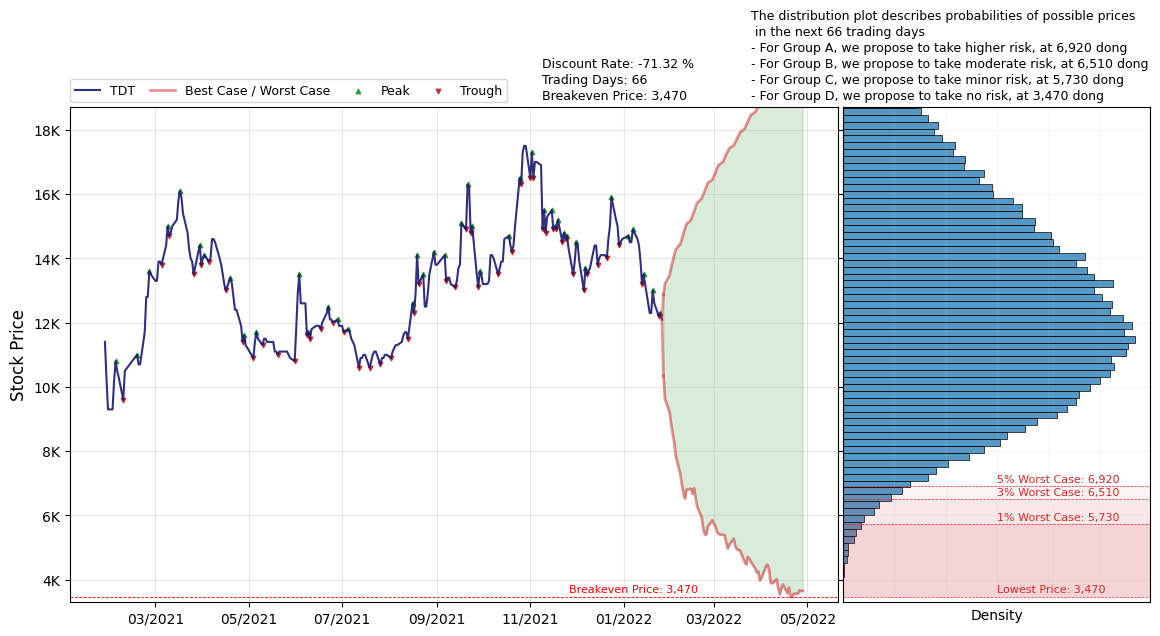 The distribution plot describes probabilities of possible prices
in the next 66 trading days
- For Group A, we propose to take higher risk, at 6,920 dong
- For Group B, we propose to take moderate risk, at 6,510 dong
- For Group C, we propose to take minor risk, at 5,730 dong
- For Group D, we propose to take no risk, at 3,470 dong
Discount Rate: -71.32 %
Trading Days: 66
Breakeven Price: 3,470
TDT
Best Case / Worst Case
Peak
Trough
Stock Price
18K
16K
14K
12K
10K
8K
6K
4K
Breakeven Price: 3,470
03/2021
05/2021
07/2021
09/2021
11/2021
01/2022
03/2022
05/2022
5% Worst Case: 6,920
3% Worst Case: 6,510
1% Worst Case: 5,730
Lowest Price: 3,470
Density